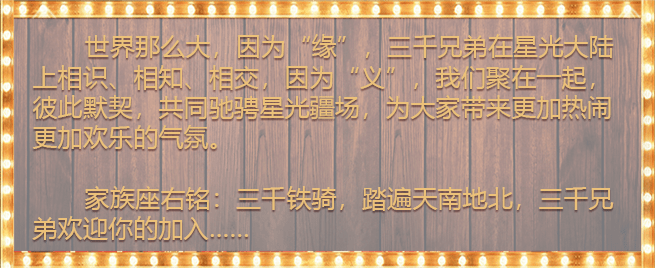 世界那么大，因为“缘”，三千兄弟在星光大陆
上相识、相知、相交，因为“义”，我们聚在一起，
彼此默契，共同驰骋星光疆场，为大家带来更加热闹
更加欢乐的气氛。
家族座右铭：三千铁骑，踏遍天南地北，三千兄
弟欢迎你的加入……